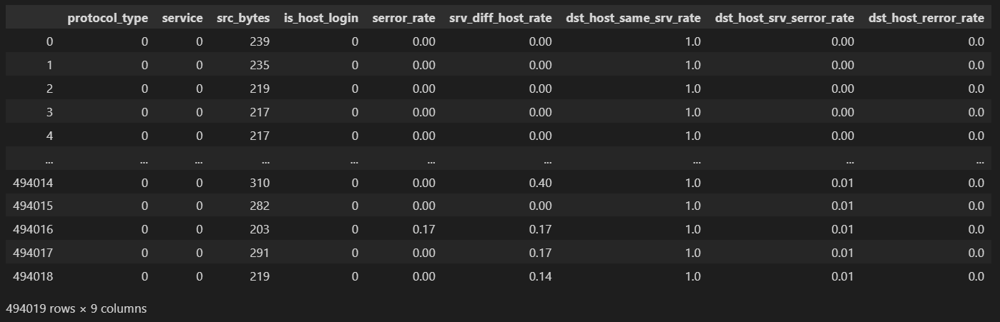 protocol_type service src_bytes is_host_login serror_rate srv_diff_host_rate dst_host_same_srv_rate dst_host_srv_serror_rate dst_host_rerror_rate
0 0 0 239 0 0.00 0.00 1.0 0.00 0.0
1 0 0 235 0 0.00 0.00 1.0 0.00 0.0
2 0 0 219 0 0.00 0.00 1.0 0.00 0.0
3 0 0 217 0 0.00 0.00 1.0 0.00 0.0
4 0 0 217 0 0.00 0.00 1.0 0.00 0.0
... ... ... ... ... ... ... ... ... ...
494014 0 0 310 0 0.00 0.40 1.0 0.01 0.0
494015 0 0 282 0 0.00 0.00 1.0 0.01 0.0
494016 0 0 203 0 0.17 0.17 1.0 0.01 0.0
494017 0 0 291 0 0.00 0.17 1.0 0.01 0.0
494018 0 0 219 0 0.00 0.14 1.0 0.01 0.0
494019 rows × 9 columns